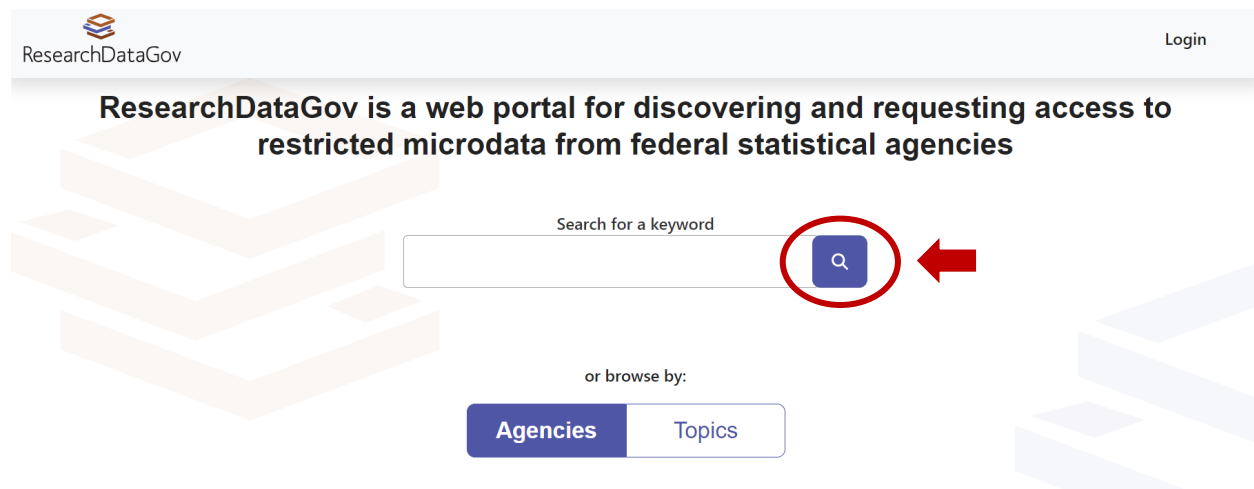 ResearchDataGov
Login
ResearchDataGov is a web portal for discovering and requesting access to
restricted microdata from federal statistical agencies
Search for a keyword
or browse by:
Agencies
Topics